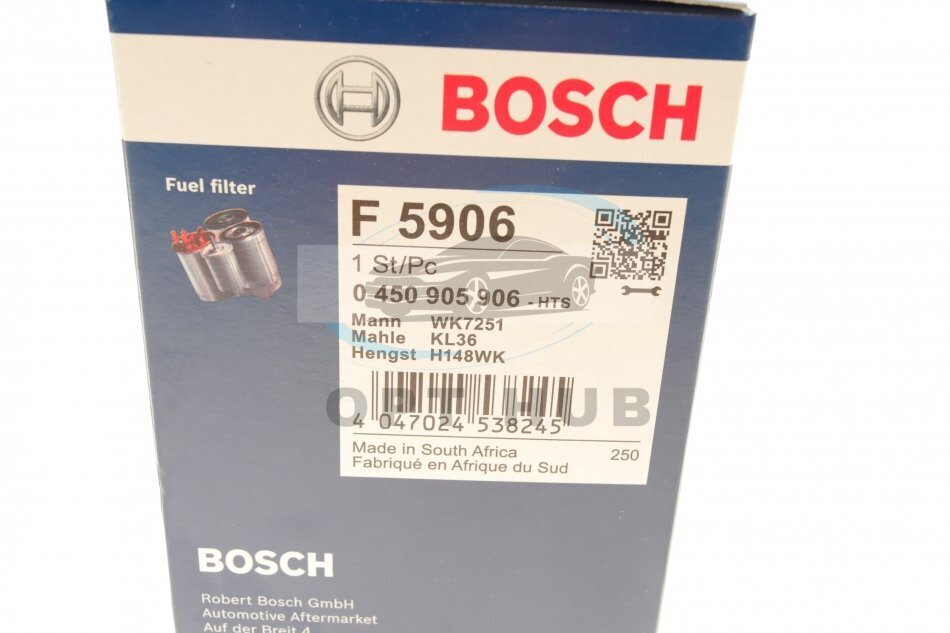 BOSCH
Fuel filter
F 5906
1 St/Pc
0 450 905 906 - HTS
Mann WK7251
Mahle KL36
Hengst H148WK
OPT HUB
4 047024 538245
Made in South Africa 250
Fabriqué en Afrique du Sud
BOSCH
Robert Bosch GmbH
Automotive Aftermarket
Auf der Breit 4